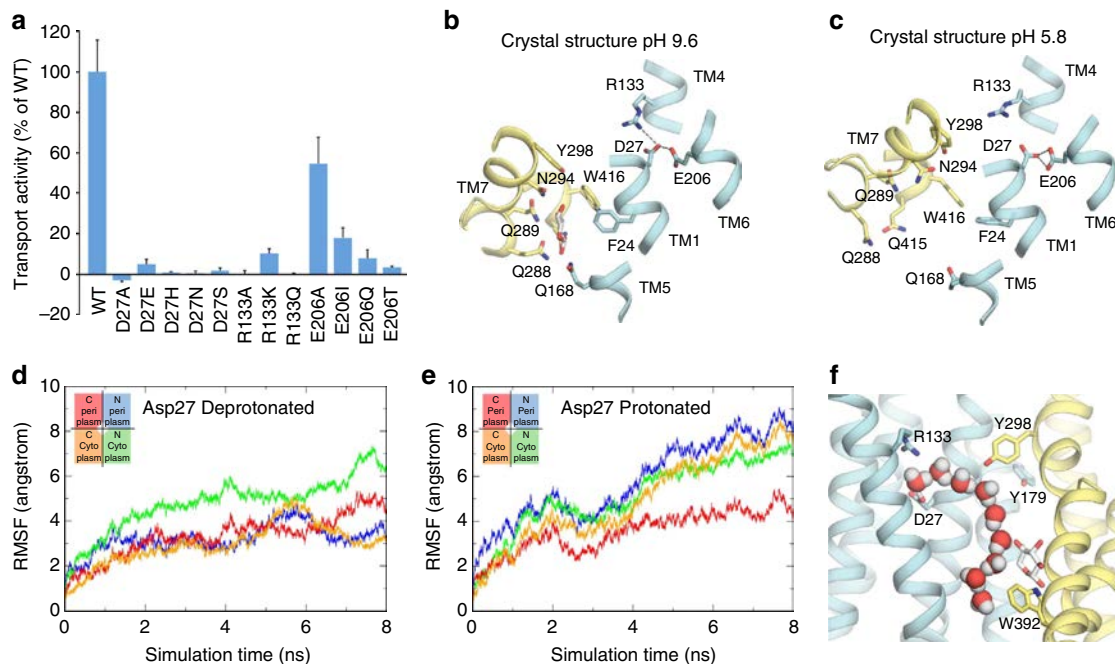 a
Transport activity (% of WT)
120
100
80
60
40
20
0
−20
WT
D27A
D27E
D27H
D27N
D27S
R133A
R133K
R133Q
E206A
E206I
E206Q
E206T
b
Crystal structure pH 9.6
TM4
R133
Y298
D27
TM7
N294
W416
E206
Q289
TM6
F24
TM1
Q288
Q168
TM5
c
Crystal structure pH 5.8
TM4
R133
Y298
D27
TM7
N294
E206
Q289
W416
TM6
Q415
F24
TM1
Q288
Q168
TM5
d
Asp27 Deprotonated
C peri plasm
N peri plasm
C Cyto plasm
N Cyto plasm
RMSF (angstrom)
10
8
6
4
2
0
0 2 4 6 8
Simulation time (ns)
e
Asp27 Protonated
C Peri plasm
N Peri plasm
C Cyto plasm
N Cyto plasm
RMSF (angstrom)
10
8
6
4
2
0
0 2 4 6 8
Simulation time (ns)
f
R133
Y298
Y179
D27
W392